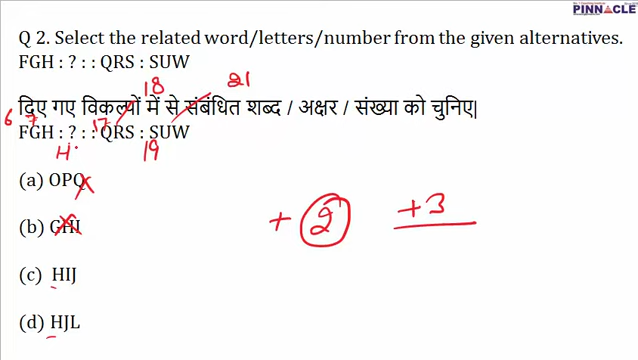 PINNACLE
Q 2. Select the related word/letters/number from the given alternatives.
FGH : ? : : QRS : SUW
18 21
दिए गए विकल्पों में से संबंधित शब्द / अक्षर / संख्या को चुनिए|
6 7 17
FGH : ? : : QRS : SUW
H 19
(a) OPQ
+ 2 +3
(b) GHI
(c) HIJ
(d) HJL